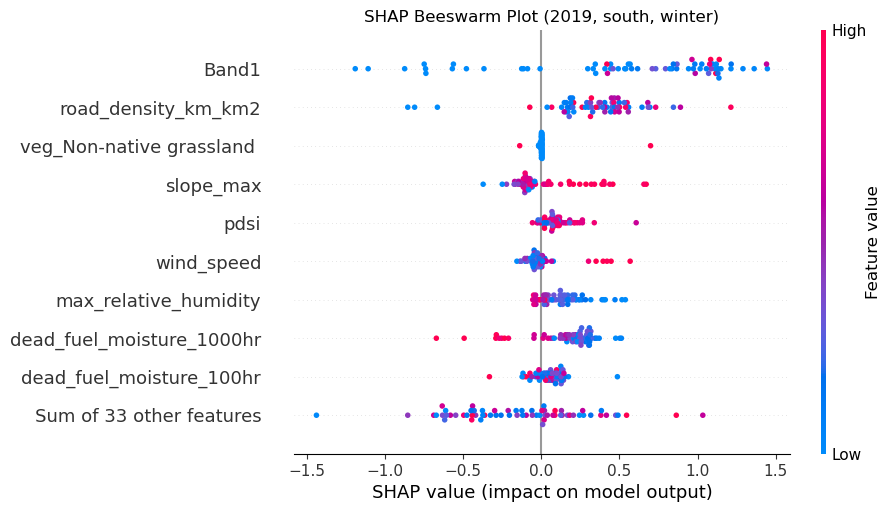 SHAP Beeswarm Plot (2019, south, winter)
High
Band1
road_density_km_km2
veg_Non-native grassland
slope_max
pdsi
wind_speed
max_relative_humidity
dead_fuel_moisture_1000hr
dead_fuel_moisture_100hr
Sum of 33 other features
Feature value
Low
−1.5 −1.0 −0.5 0.0 0.5 1.0 1.5
SHAP value (impact on model output)